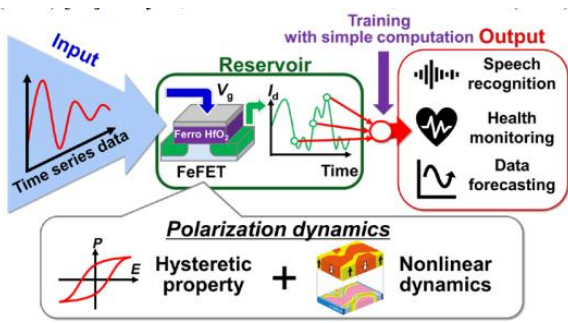 Training
with simple computation
Output
Input
Reservoir
Time series data
Vg
Ferro HfO₂
FeFET
Id
Time
Speech
recognition
Health
monitoring
Data
forecasting
Polarization dynamics
P
E
Hysteretic
property
+
Nonlinear
dynamics